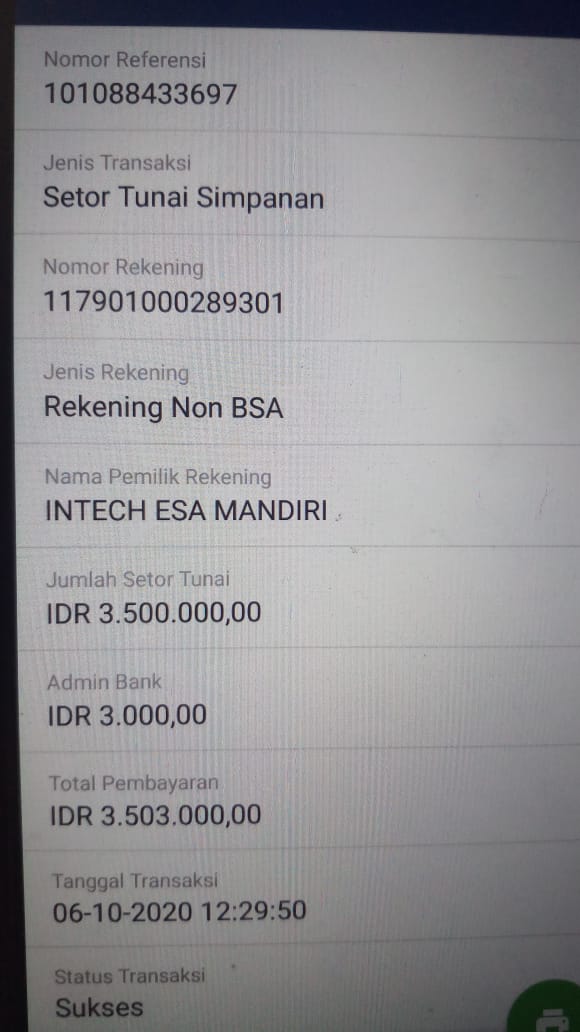 Nomor Referensi
101088433697
Jenis Transaksi
Setor Tunai Simpanan
Nomor Rekening
117901000289301
Jenis Rekening
Rekening Non BSA
Nama Pemilik Rekening
INTECH ESA MANDIRI
Jumlah Setor Tunai
IDR 3.500.000,00
Admin Bank
IDR 3.000,00
Total Pembayaran
IDR 3.503.000,00
Tanggal Transaksi
06-10-2020 12:29:50
Status Transaksi
Sukses